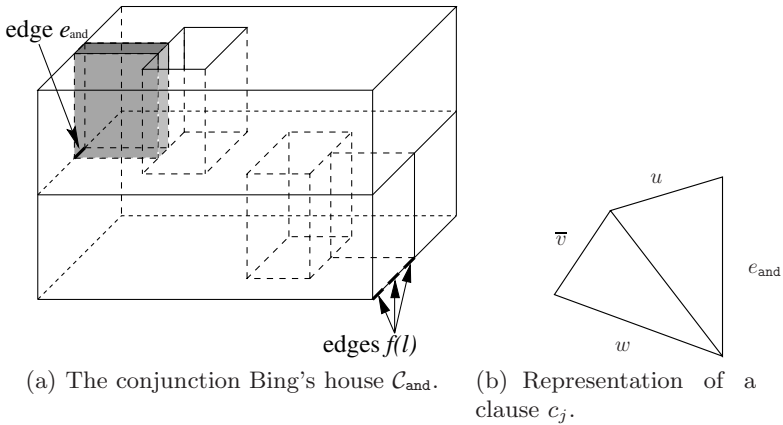 edge e_and
edges f(l)
u
v̅
e_and
w
(a) The conjunction Bing's house 𝒞_and.
(b) Representation of a
clause c_j.